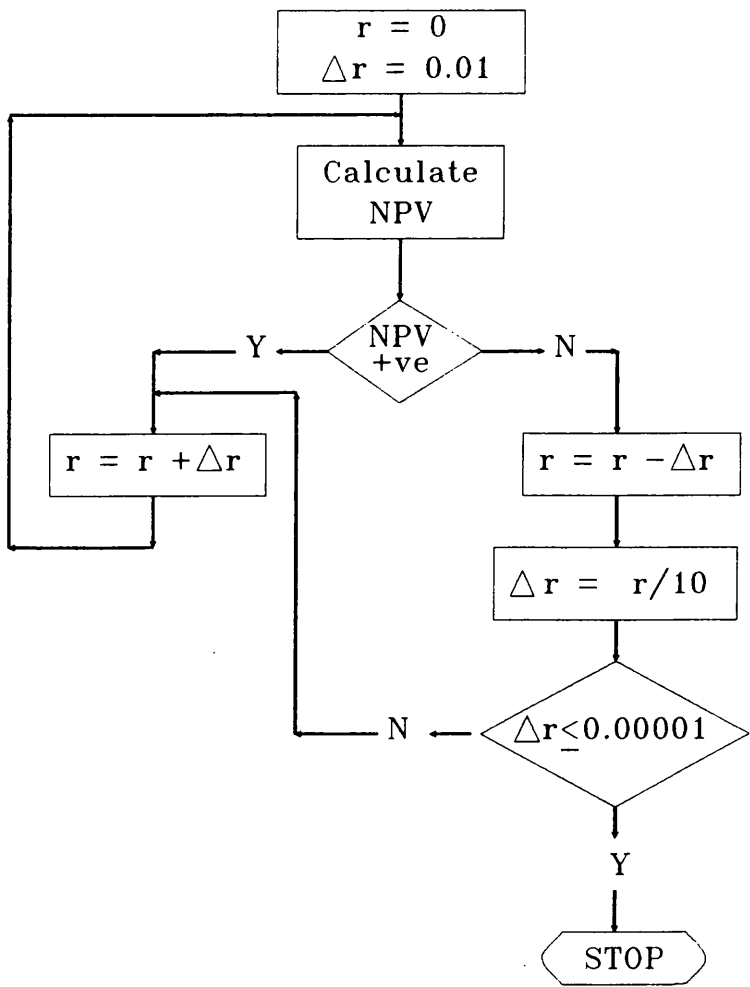 r = 0
△r = 0.01
Calculate
NPV
NPV
+ve
Y
N
r = r +△r
r = r -△r
△r = r/10
△r≤0.00001
N
Y
STOP